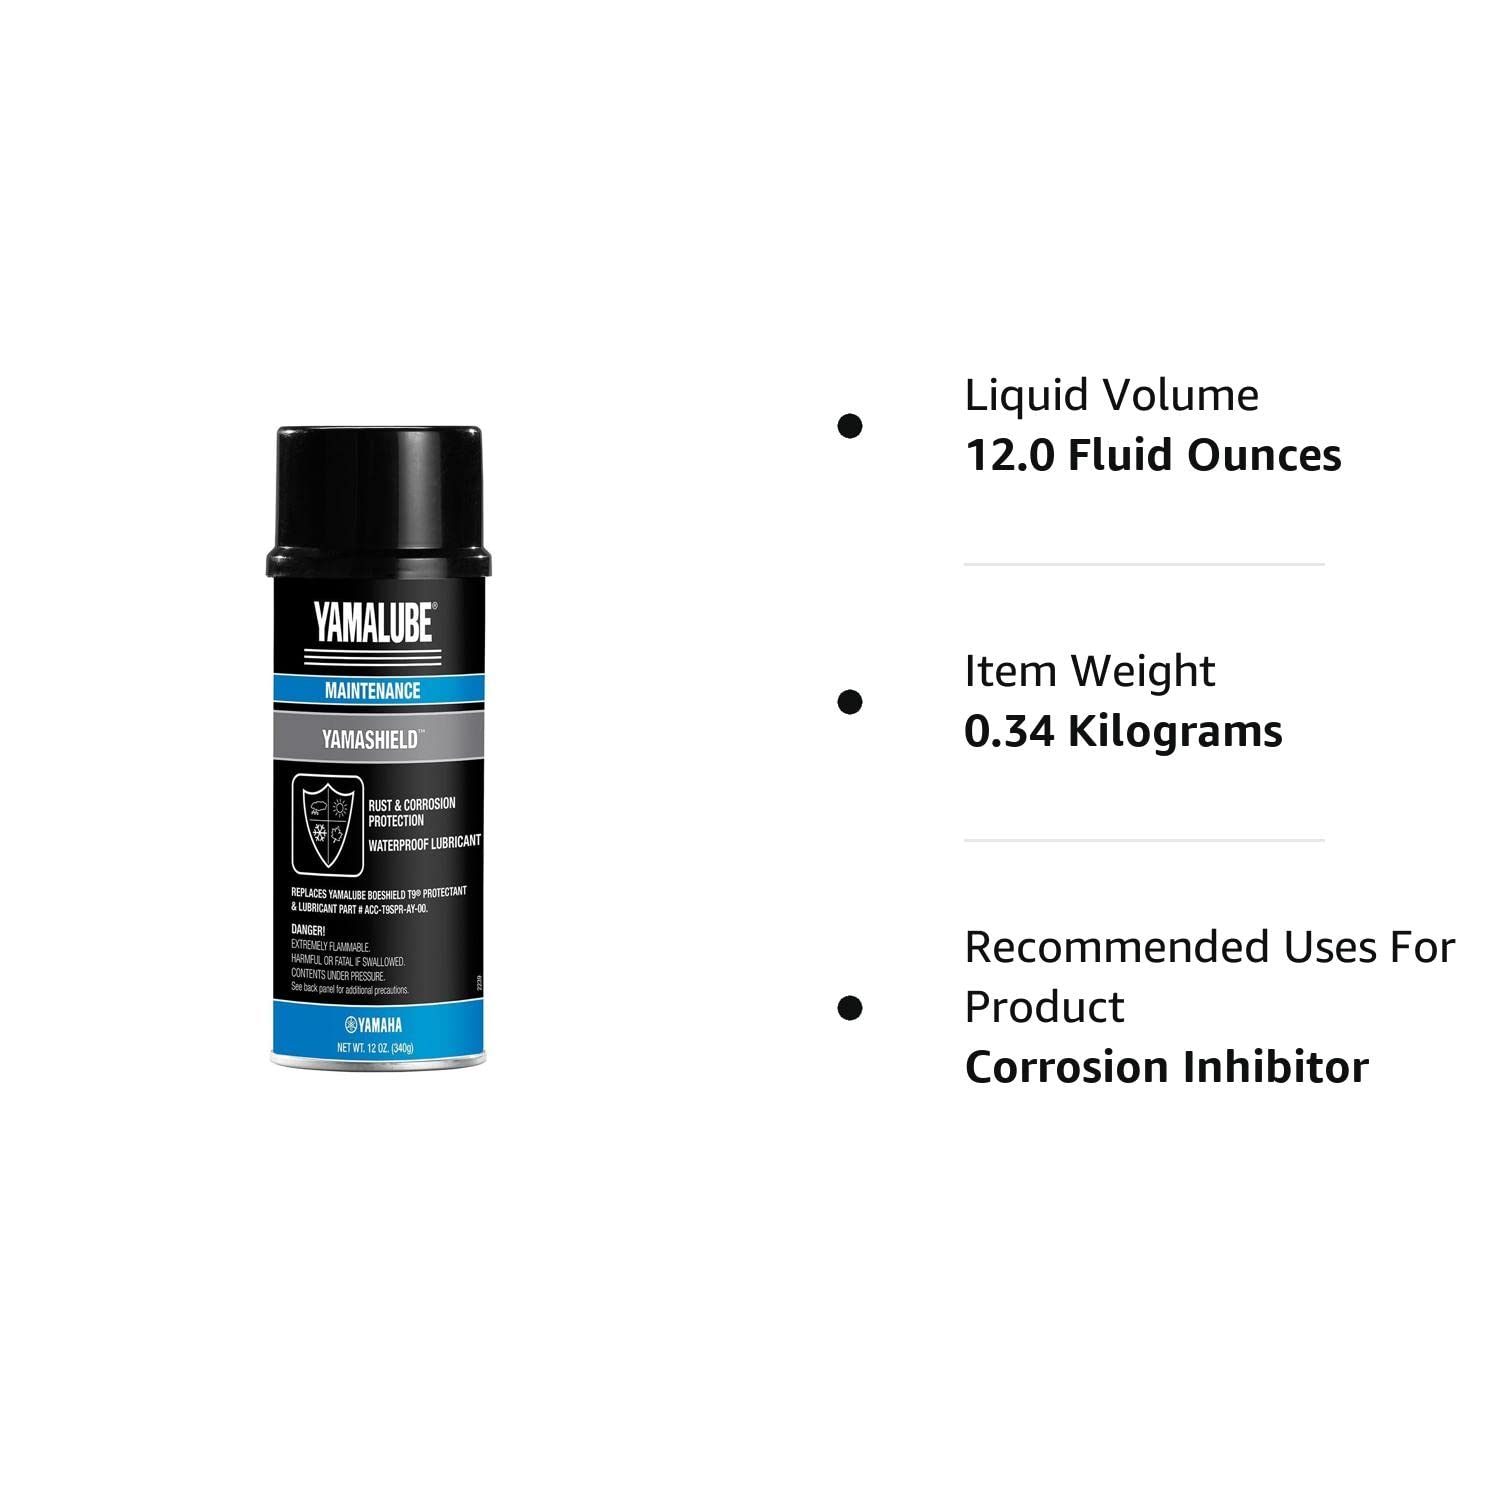 YAMALUBE®
MAINTENANCE
YAMASHIELD™
RUST & CORROSION
PROTECTION
WATERPROOF LUBRICANT
REPLACES YAMALUBE BOESHIELD T9® PROTECTANT
& LUBRICANT PART # ACC-T9SPR-AY-00.
DANGER!
EXTREMELY FLAMMABLE.
HARMFUL OR FATAL IF SWALLOWED.
CONTENTS UNDER PRESSURE.
See back panel for additional precautions.
2239
YAMAHA
NET WT. 12 OZ. (340g)
Liquid Volume
12.0 Fluid Ounces
Item Weight
0.34 Kilograms
Recommended Uses For
Product
Corrosion Inhibitor